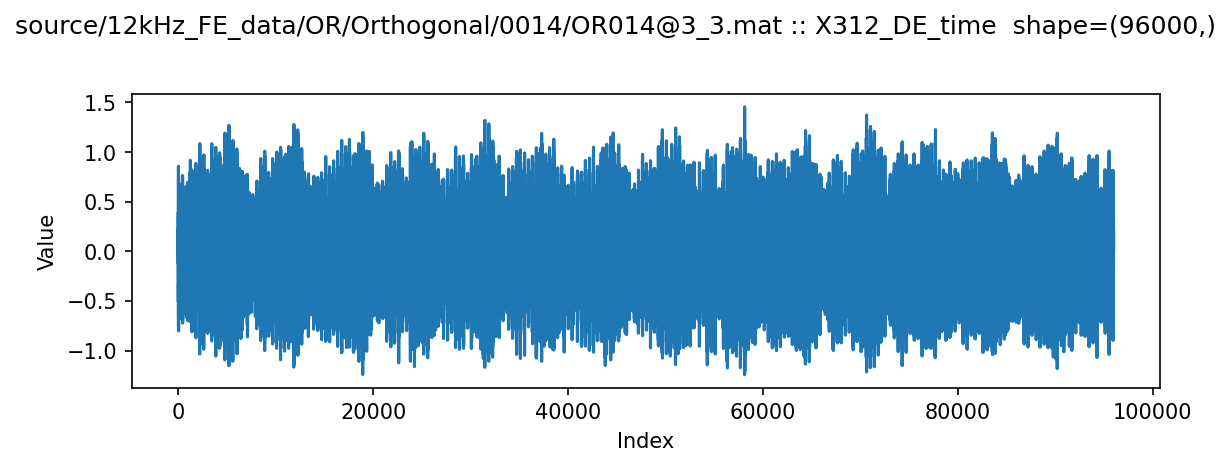 source/12kHz_FE_data/OR/Orthogonal/0014/OR014@3_3.mat :: X312_DE_time  shape=(96000,)
1.5
1.0
0.5
0.0
−0.5
−1.0
Value
0 20000 40000 60000 80000 100000
Index